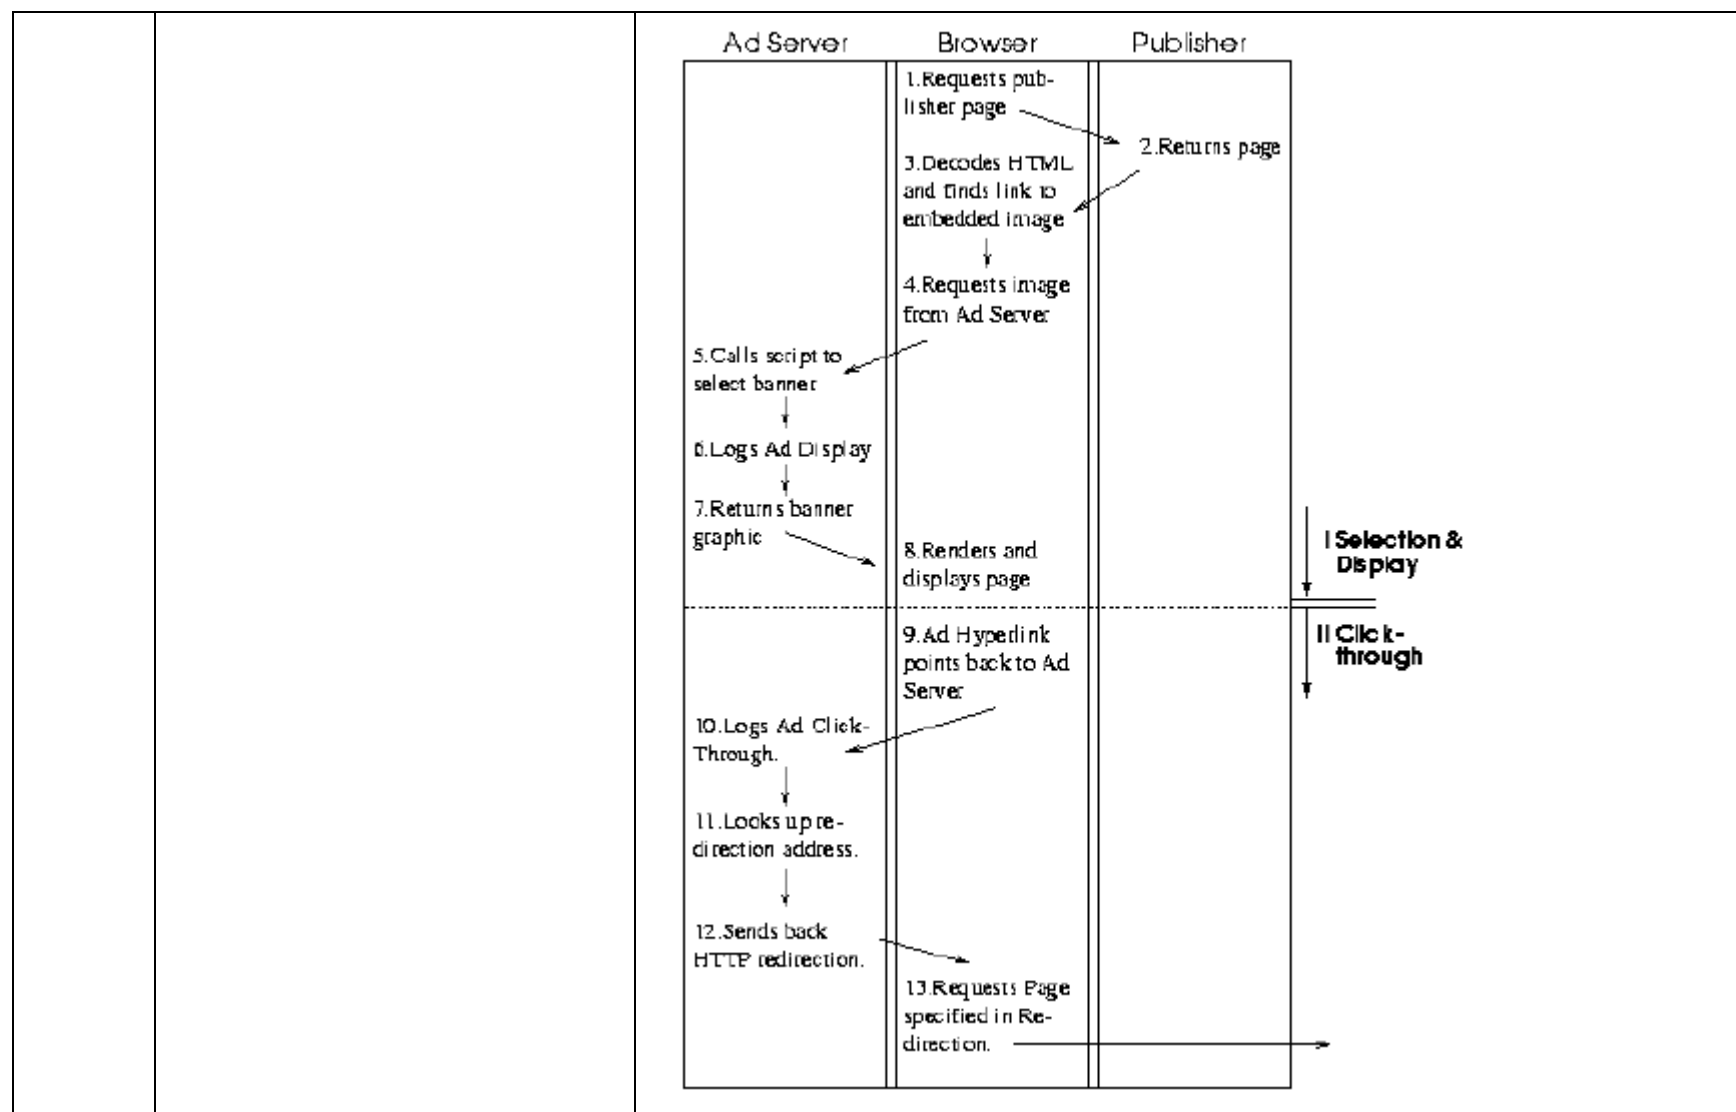 Ad Server Browser Publisher
1.Requests pub-
lisher page
2.Returns page
3.Decodes HTML
and finds link to
embedded image
4.Requests image
from Ad Server
5.Calls script to
select banner
6.Logs Ad Display
7.Returns banner
graphic
8.Renders and
displays page
I Selection &
Display
II Click-
through
9.Ad Hyperlink
points back to Ad
Server
10.Logs Ad Click-
Through.
11.Looks up re-
direction address.
12.Sends back
HTTP redirection.
13.Requests Page
specified in Re-
direction.